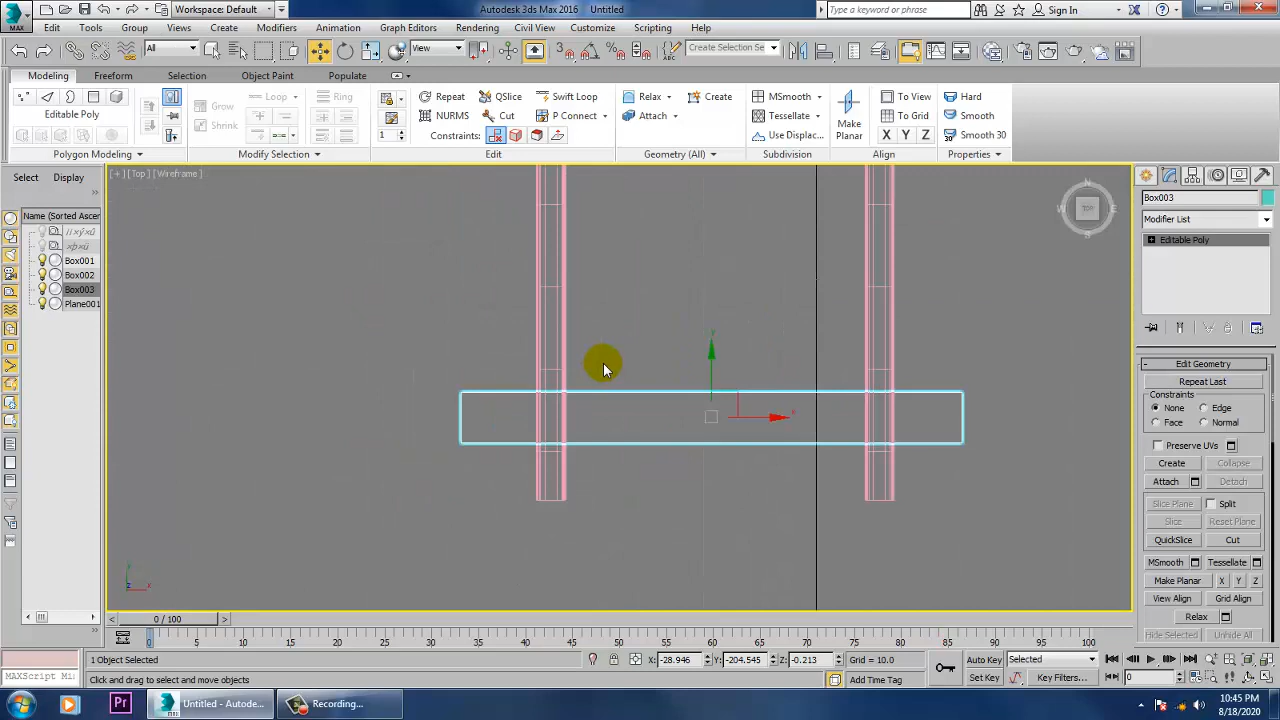 MAX
Workspace: Default
Autodesk 3ds Max 2016    Untitled
Type a keyword or phrase
Sign In
Edit Tools Group Views Create Modifiers Animation Graph Editors Rendering Civil View Customize Scripting Help
All
View
Create Selection Se
Modeling Freeform Selection Object Paint Populate
Editable Poly
Polygon Modeling
Grow
Shrink
Loop
Ring
Modify Selection
Repeat
QSlice
Swift Loop
NURMS
Cut
P Connect
1
Constraints:
Edit
Relax
Create
Attach
Geometry (All)
MSmooth
Tessellate
Use Displac...
Subdivision
Make
Planar
To View
To Grid
X Y Z
Align
Hard
Smooth
Smooth 30
Properties
Select Display
Name (Sorted Ascer
Box001
Box002
Box003
Plane001
[ + ] [Top ] [Wireframe ]
N
W
E
S
TOP
y
x
Box003
Modifier List
Editable Poly
Edit Geometry
Repeat Last
Constraints
None Edge
Face Normal
Preserve UVs
Create Collapse
Attach Detach
Slice Plane Split
Slice Reset Plane
QuickSlice Cut
MSmooth Tessellate
Make Planar X Y Z
View Align Grid Align
Relax
Hide Selected Unhide All
0 / 100
0 5 10 15 20 25 30 35 40 45 50 55 60 65 70 75 80 85 90 95 100
1 Object Selected
X: -28.946 Y: -204.545 Z: -0.213 Grid = 10.0
Auto Key Selected
MAXScript Mi
Click and drag to select and move objects
Add Time Tag
Set Key Key Filters...
0
Pr
Untitled - Autode...
Recording...
10:45 PM
8/18/2020